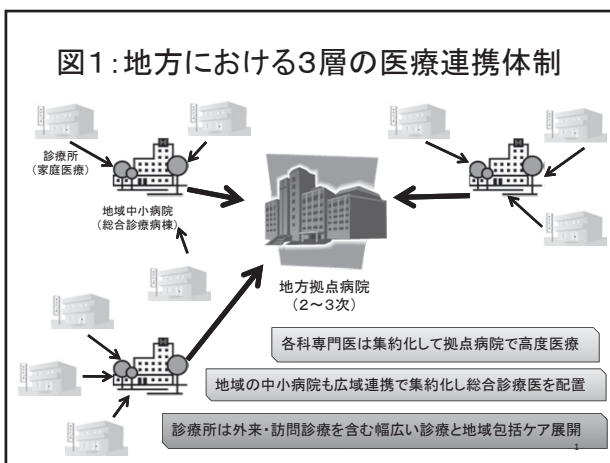 図1：地方における3層の医療連携体制
診療所
（家庭医療）
地域中小病院
（総合診療病棟）
地方拠点病院
（2～3次）
各科専門医は集約化して拠点病院で高度医療
地域の中小病院も広域連携で集約化し総合診療医を配置
診療所は外来・訪問診療を含む幅広い診療と地域包括ケア展開
1